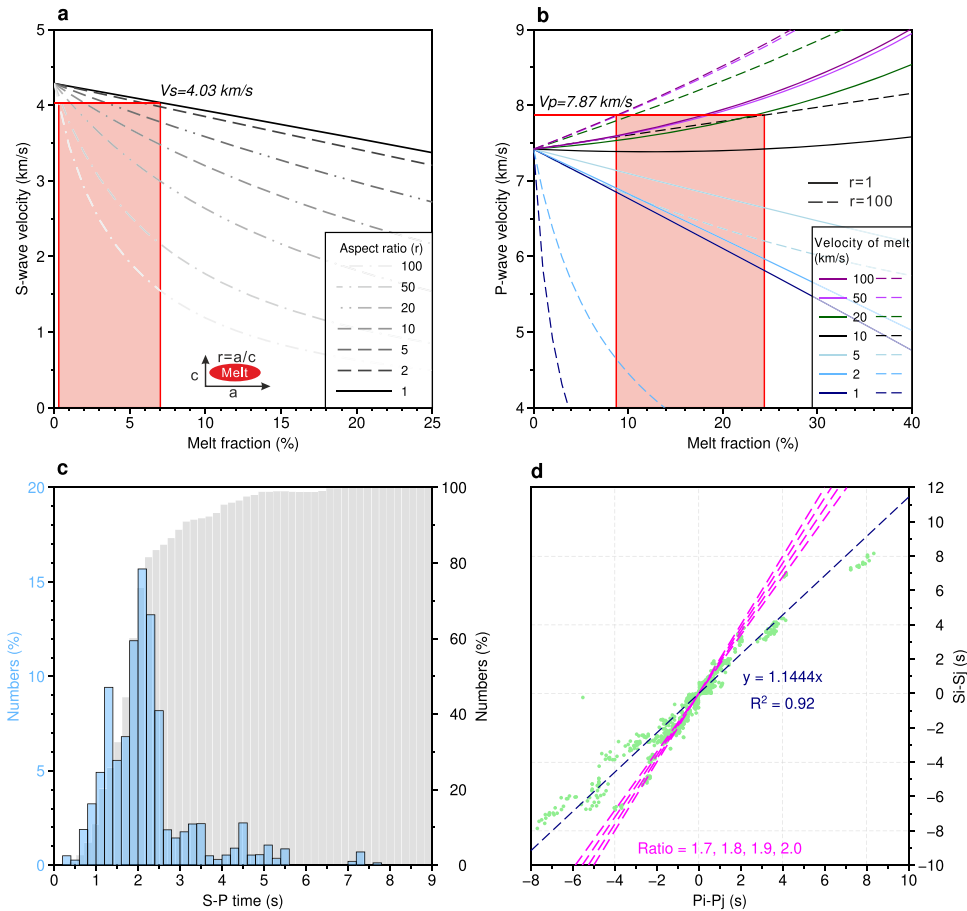 a
5
4
3
2
1
0
S-wave velocity (km/s)
Vs=4.03 km/s
Aspect ratio (r)
100
50
20
10
5
2
1
r=a/c
c
Melt
a
0 5 10 15 20 25
Melt fraction (%)
b
9
8
7
6
5
4
P-wave velocity (km/s)
Vp=7.87 km/s
r=1
r=100
Velocity of melt
(km/s)
100
50
20
10
5
2
1
0 10 20 30 40
Melt fraction (%)
c
20
15
10
5
0
Numbers (%)
100
80
60
40
20
0
Numbers (%)
0 1 2 3 4 5 6 7 8 9
S-P time (s)
d
12
10
8
6
4
2
0
−2
−4
−6
−8
−10
Si-Sj (s)
y = 1.1444x
R² = 0.92
Ratio = 1.7, 1.8, 1.9, 2.0
−8 −6 −4 −2 0 2 4 6 8 10
Pi-Pj (s)